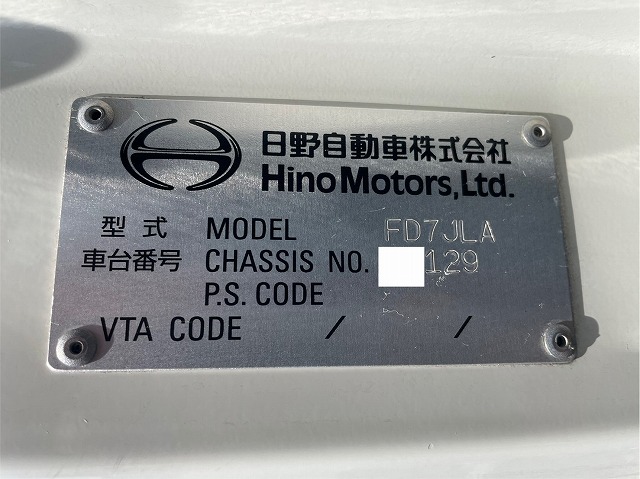 日野自動車株式会社
Hino Motors, Ltd.
型式 MODEL FD7JLA
車台番号 CHASSIS NO. 129
P.S. CODE
VTA CODE / /